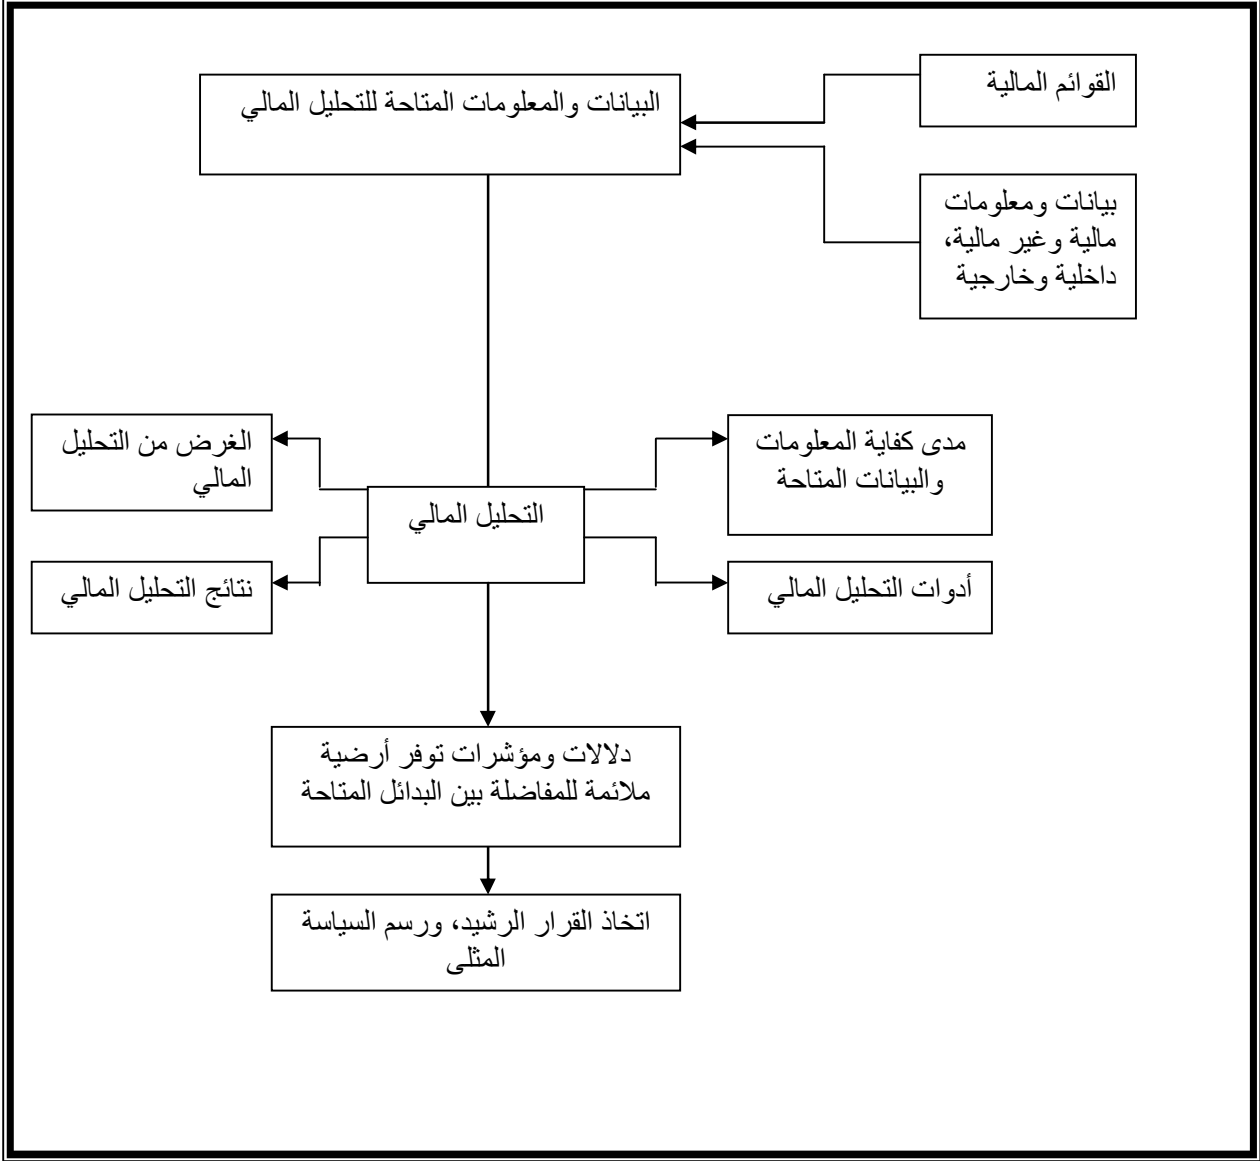 القوائم المالية
البيانات والمعلومات المتاحة للتحليل المالي
بيانات ومعلومات
مالية وغير مالية،
داخلية وخارجية
مدى كفاية المعلومات
والبيانات المتاحة
الغرض من التحليل
المالي
التحليل المالي
أدوات التحليل المالي
نتائج التحليل المالي
دلالات ومؤشرات توفر أرضية
ملائمة للمفاضلة بين البدائل المتاحة
اتخاذ القرار الرشيد، ورسم السياسة
المثلى